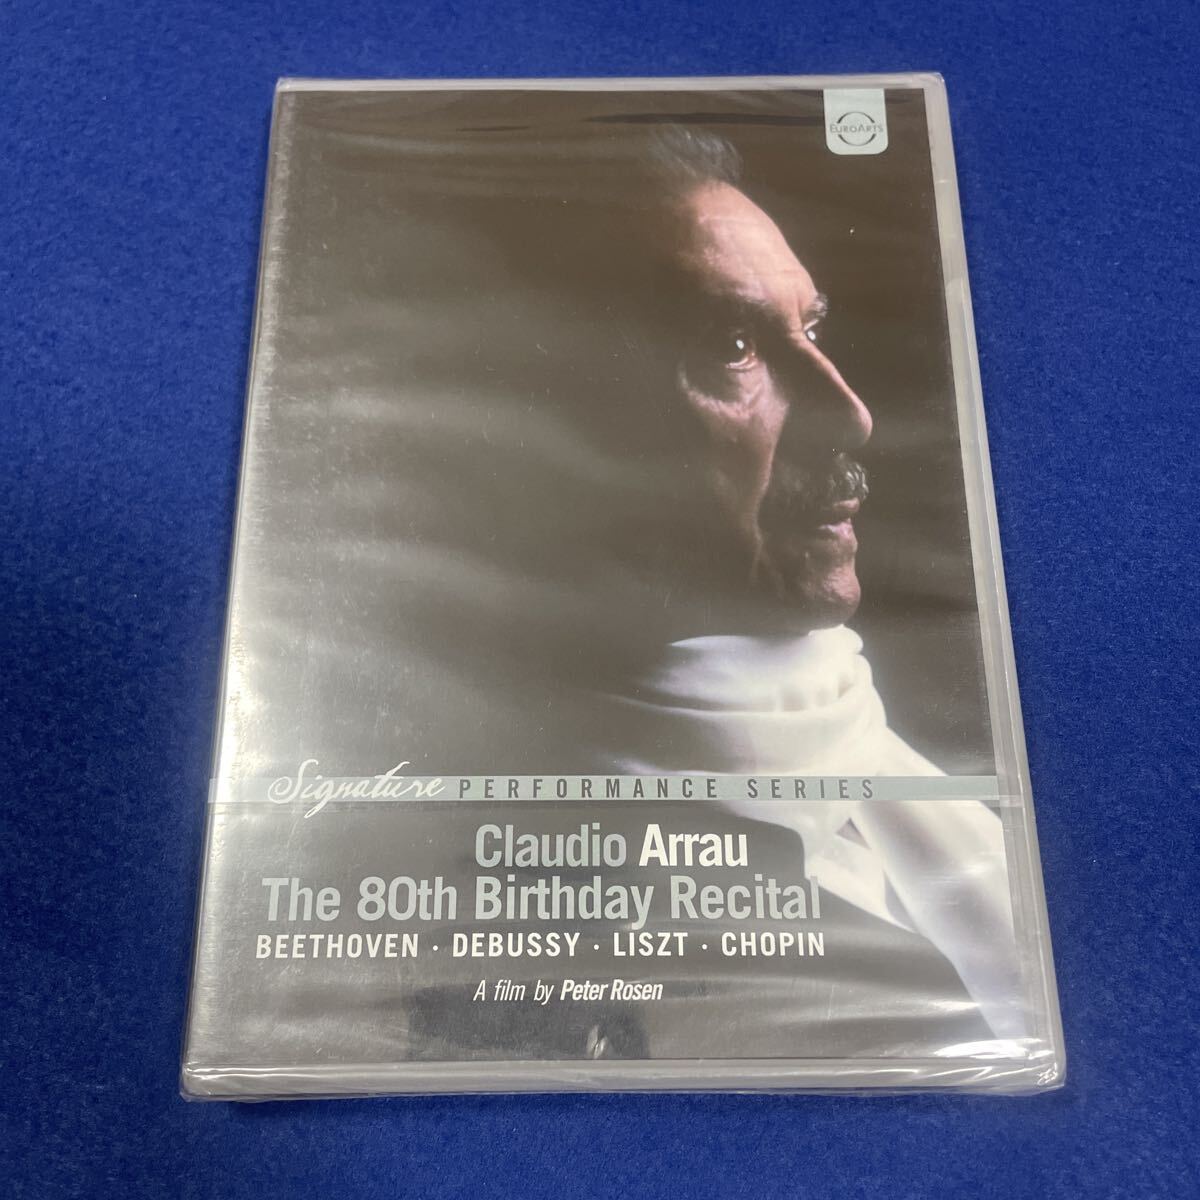 EUROARTS
Signature PERFORMANCE SERIES
Claudio Arrau
The 80th Birthday Recital
BEETHOVEN · DEBUSSY · LISZT · CHOPIN
A film by Peter Rosen